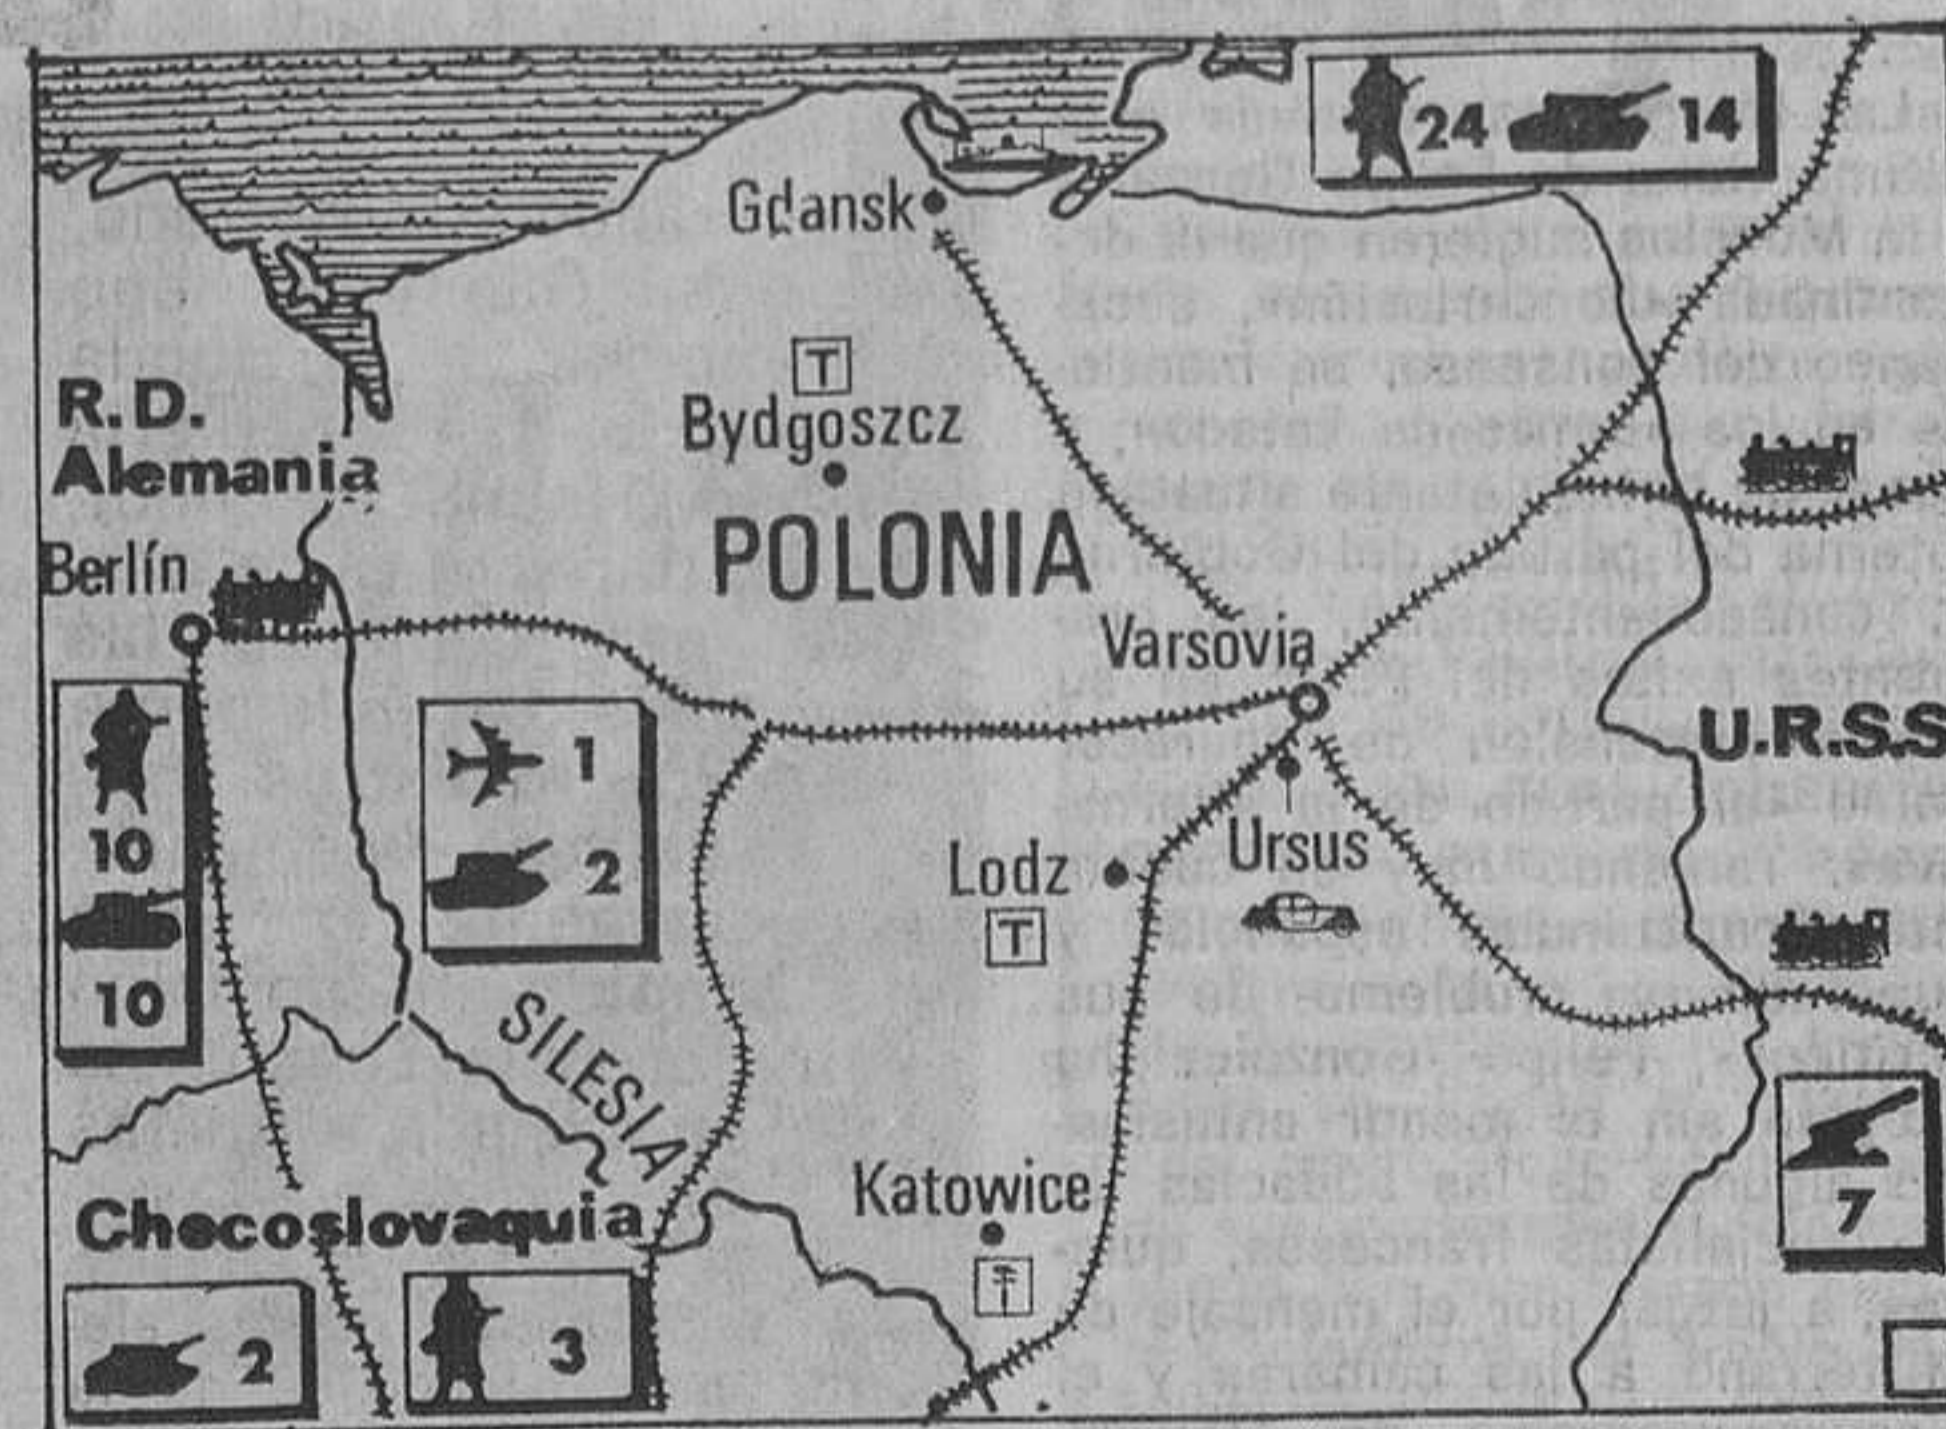 24 14
Gdansk
T
Bydgoszcz
R.D.
Alemania
POLONIA
Berlín
Varsovia
U.R.S.S
1
10
2
Ursus
Lodz
T
10
SILESIA
Katowice
7
Checoslovaquia
2
3